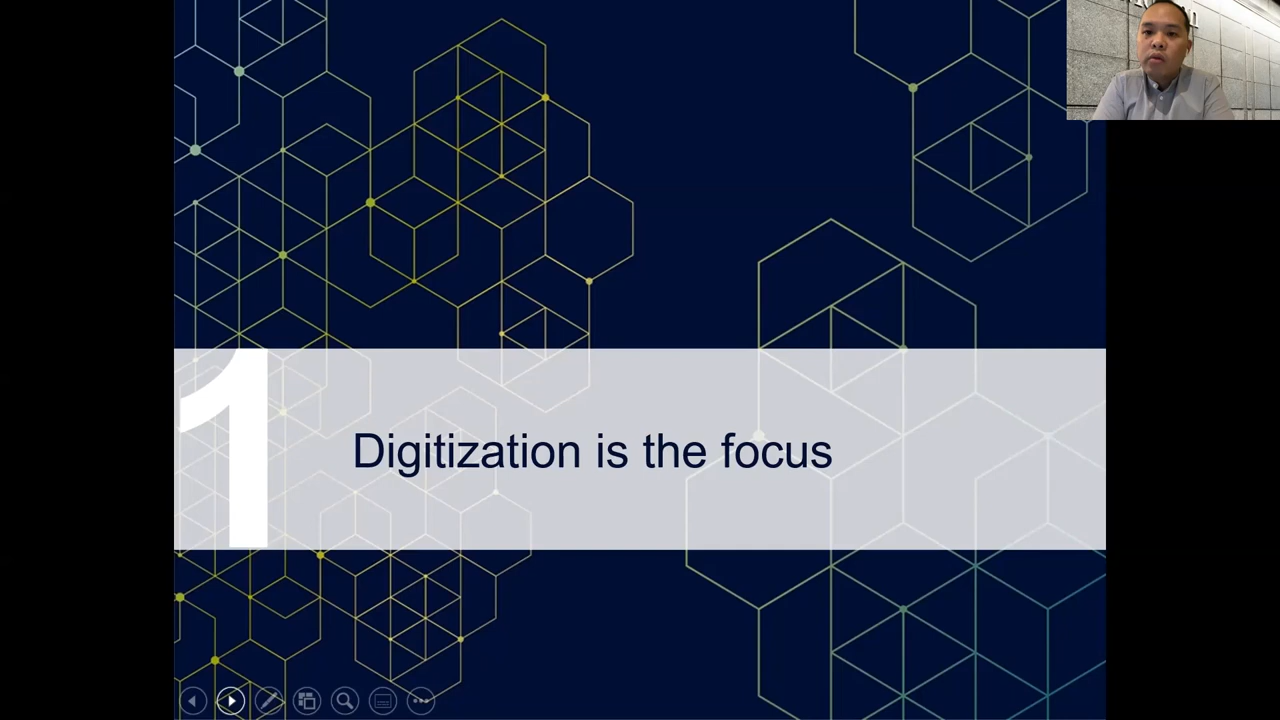 1
Digitization is the focus